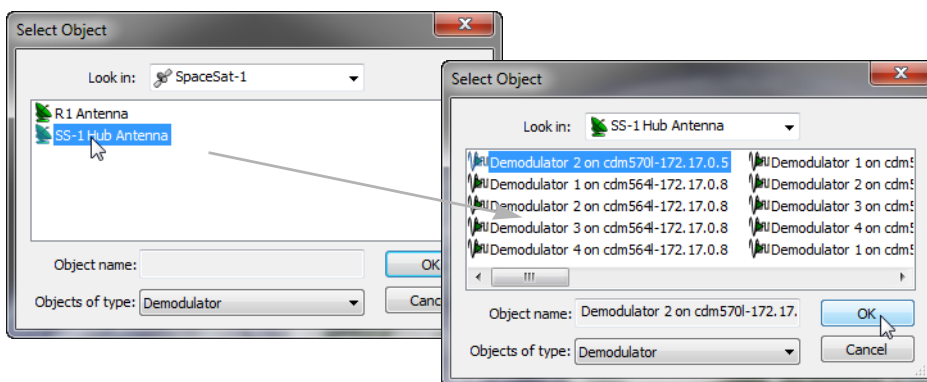 Select Object
Look in: SpaceSat-1
R1 Antenna
SS-1 Hub Antenna
Object name:
OK
Objects of type: Demodulator
Canc
Select Object
Look in: SS-1 Hub Antenna
Demodulator 2 on cdm570l-172.17.0.5
Demodulator 1 on cdm564l-172.17.0.8
Demodulator 2 on cdm564l-172.17.0.8
Demodulator 3 on cdm564l-172.17.0.8
Demodulator 4 on cdm564l-172.17.0.8
Demodulator 1 on cdm5
Demodulator 2 on cdm5
Demodulator 3 on cdm5
Demodulator 4 on cdm5
Demodulator 1 on cdm5
Object name: Demodulator 2 on cdm570l-172.17.
OK
Objects of type: Demodulator
Cancel